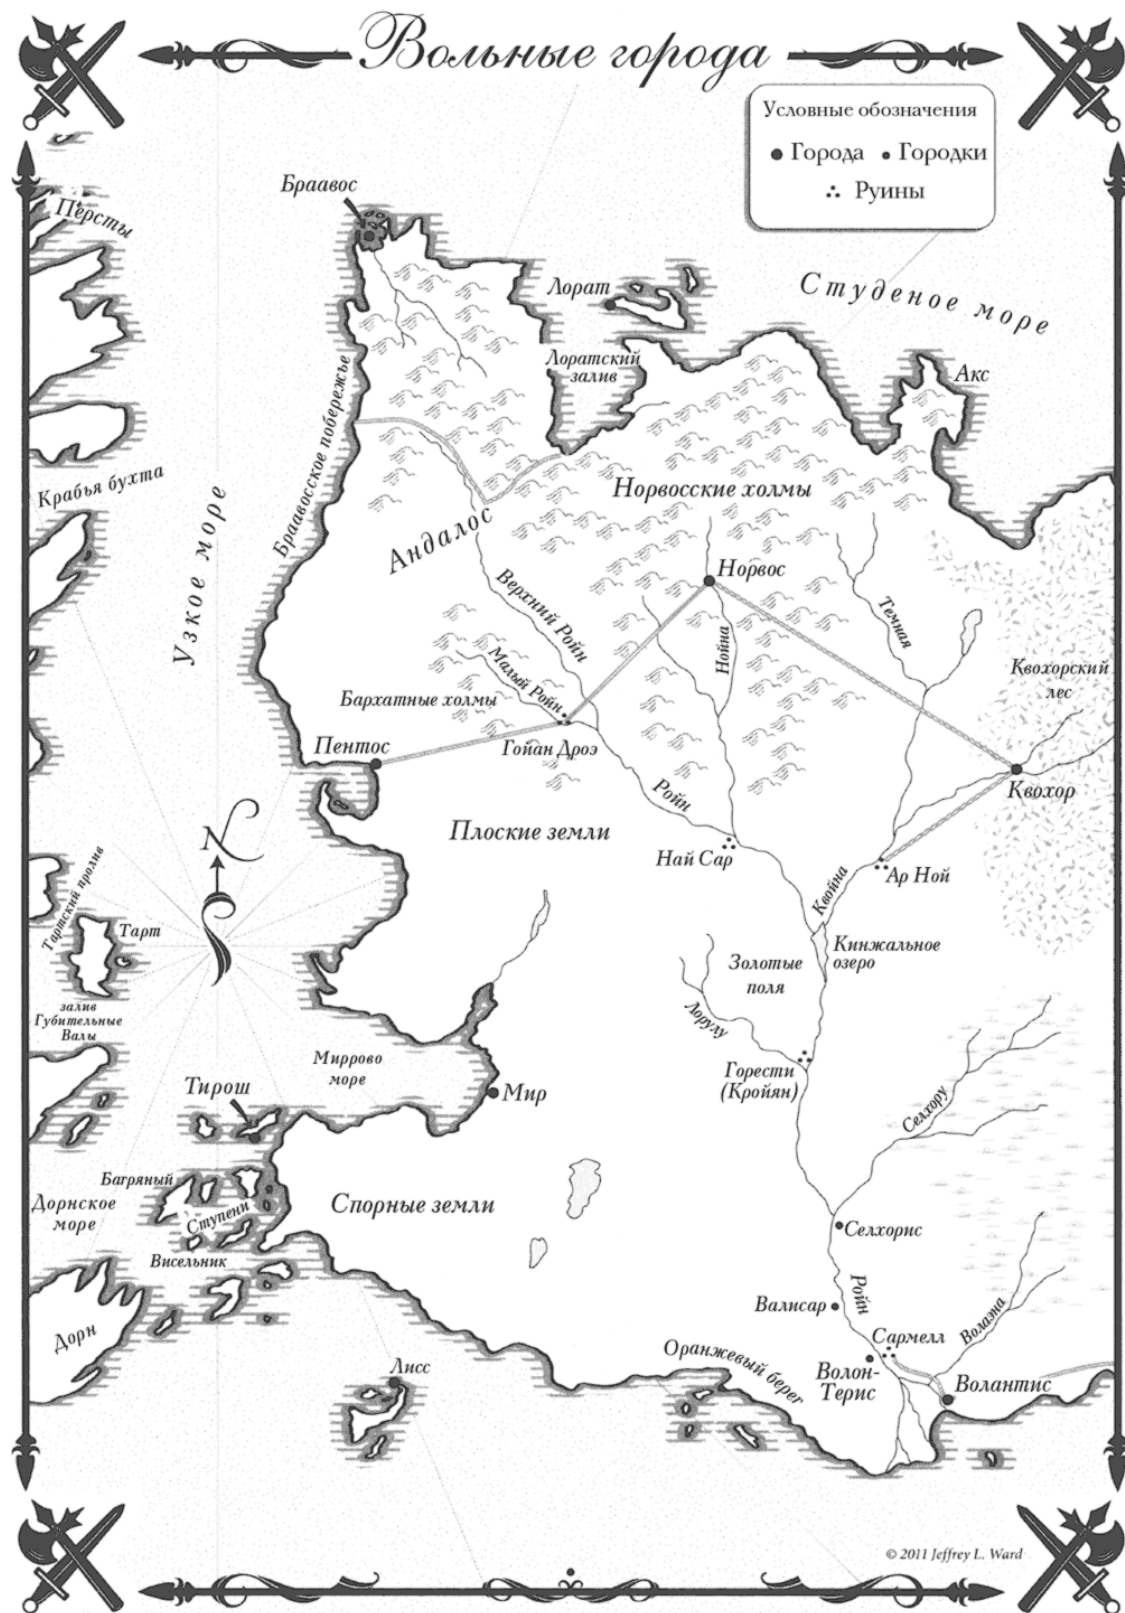 Вольные города
Условные обозначения
Города
Городки
Руины
Браавос
Персты
Лорат
Студеное море
Лоратский
залив
Акс
Браавосское побережье
Крабья бухта
Норвосские холмы
Узкое море
Андалос
Норвос
Верхний Ройн
Темная
Нойна
Малый Ройн
Квохорский
лес
Бархатные холмы
Пентос
Гойан Дроэ
Квохор
N
Ройн
Плоские земли
Най Сар
Ар Ной
Квойна
Тартский пролив
Тарт
Кинжальное
озеро
Золотые
поля
залив
Губительные
Валы
Лорулу
Миррово
море
Горести
(Кройян)
Тирош
Мир
Селхору
Багряный
Дорнское
море
Ступени
Спорные земли
Селхорис
Висельник
Ройн
Валисар
Волаэна
Дорн
Сармелл
Оранжевый берег
Лисс
Волон-
Терис
Волантис
© 2011 Jeffrey L. Ward